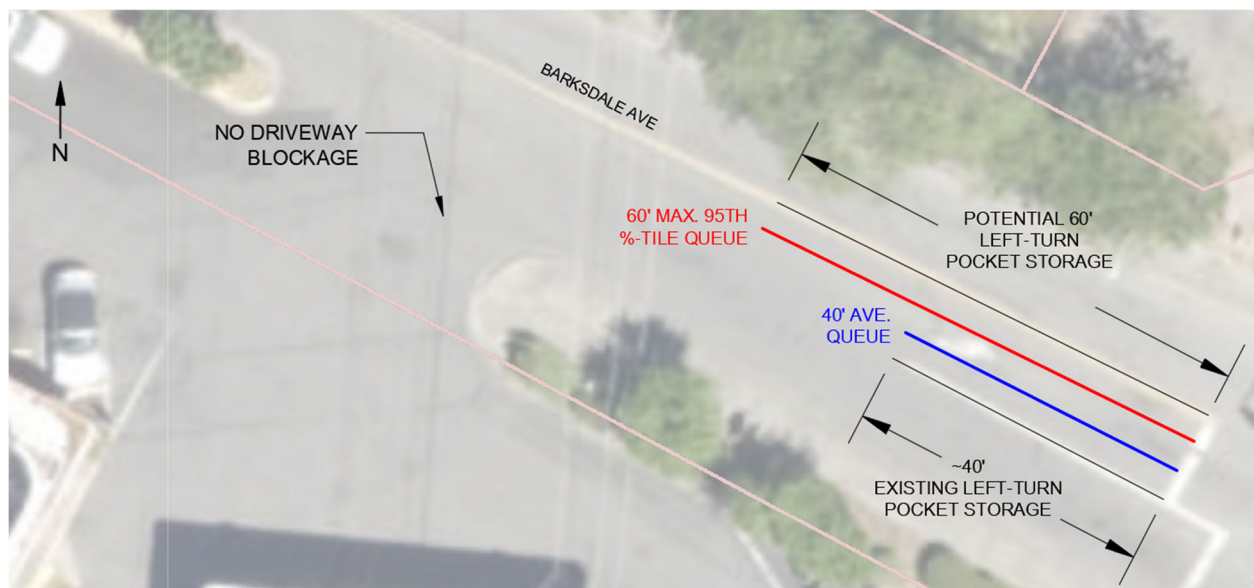 BARKSDALE AVE
NO DRIVEWAY
BLOCKAGE
N
60' MAX. 95TH
%-TILE QUEUE
POTENTIAL 60'
LEFT-TURN
POCKET STORAGE
40' AVE.
QUEUE
~40'
EXISTING LEFT-TURN
POCKET STORAGE